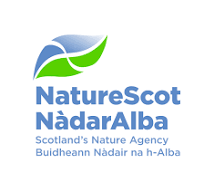 NatureScot
NàdarAlba
Scotland's Nature Agency
Buidheann Nàdair na h-Alba